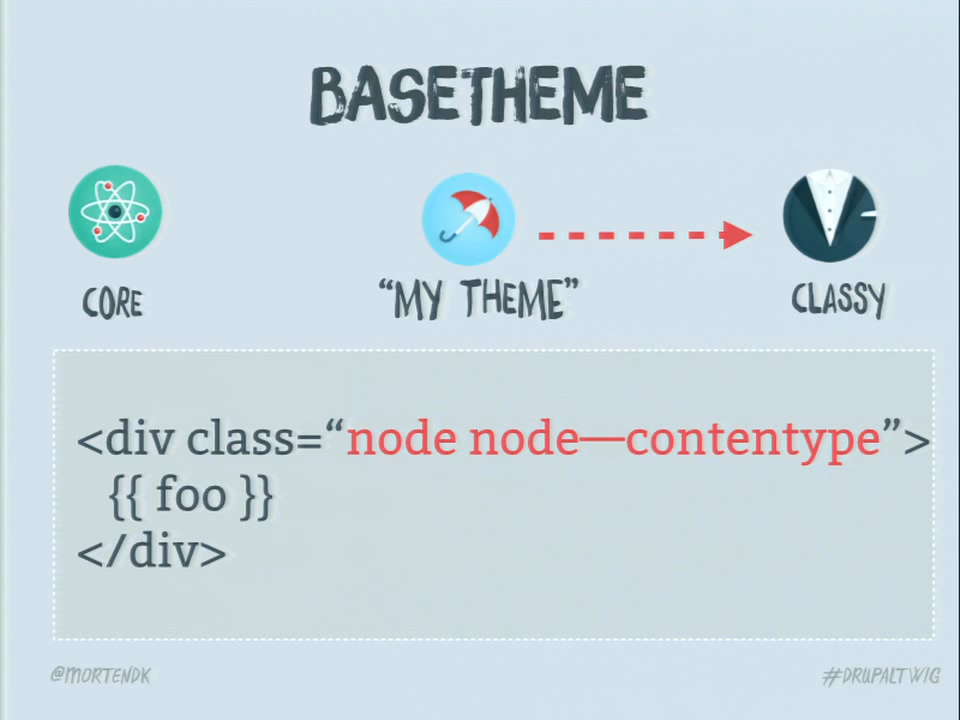 BASETHEME
CORE
“MY THEME”
CLASSY
<div class=“node node—contentype”>
{{ foo }}
</div>
@MORTENDK
#DRUPALTWIG